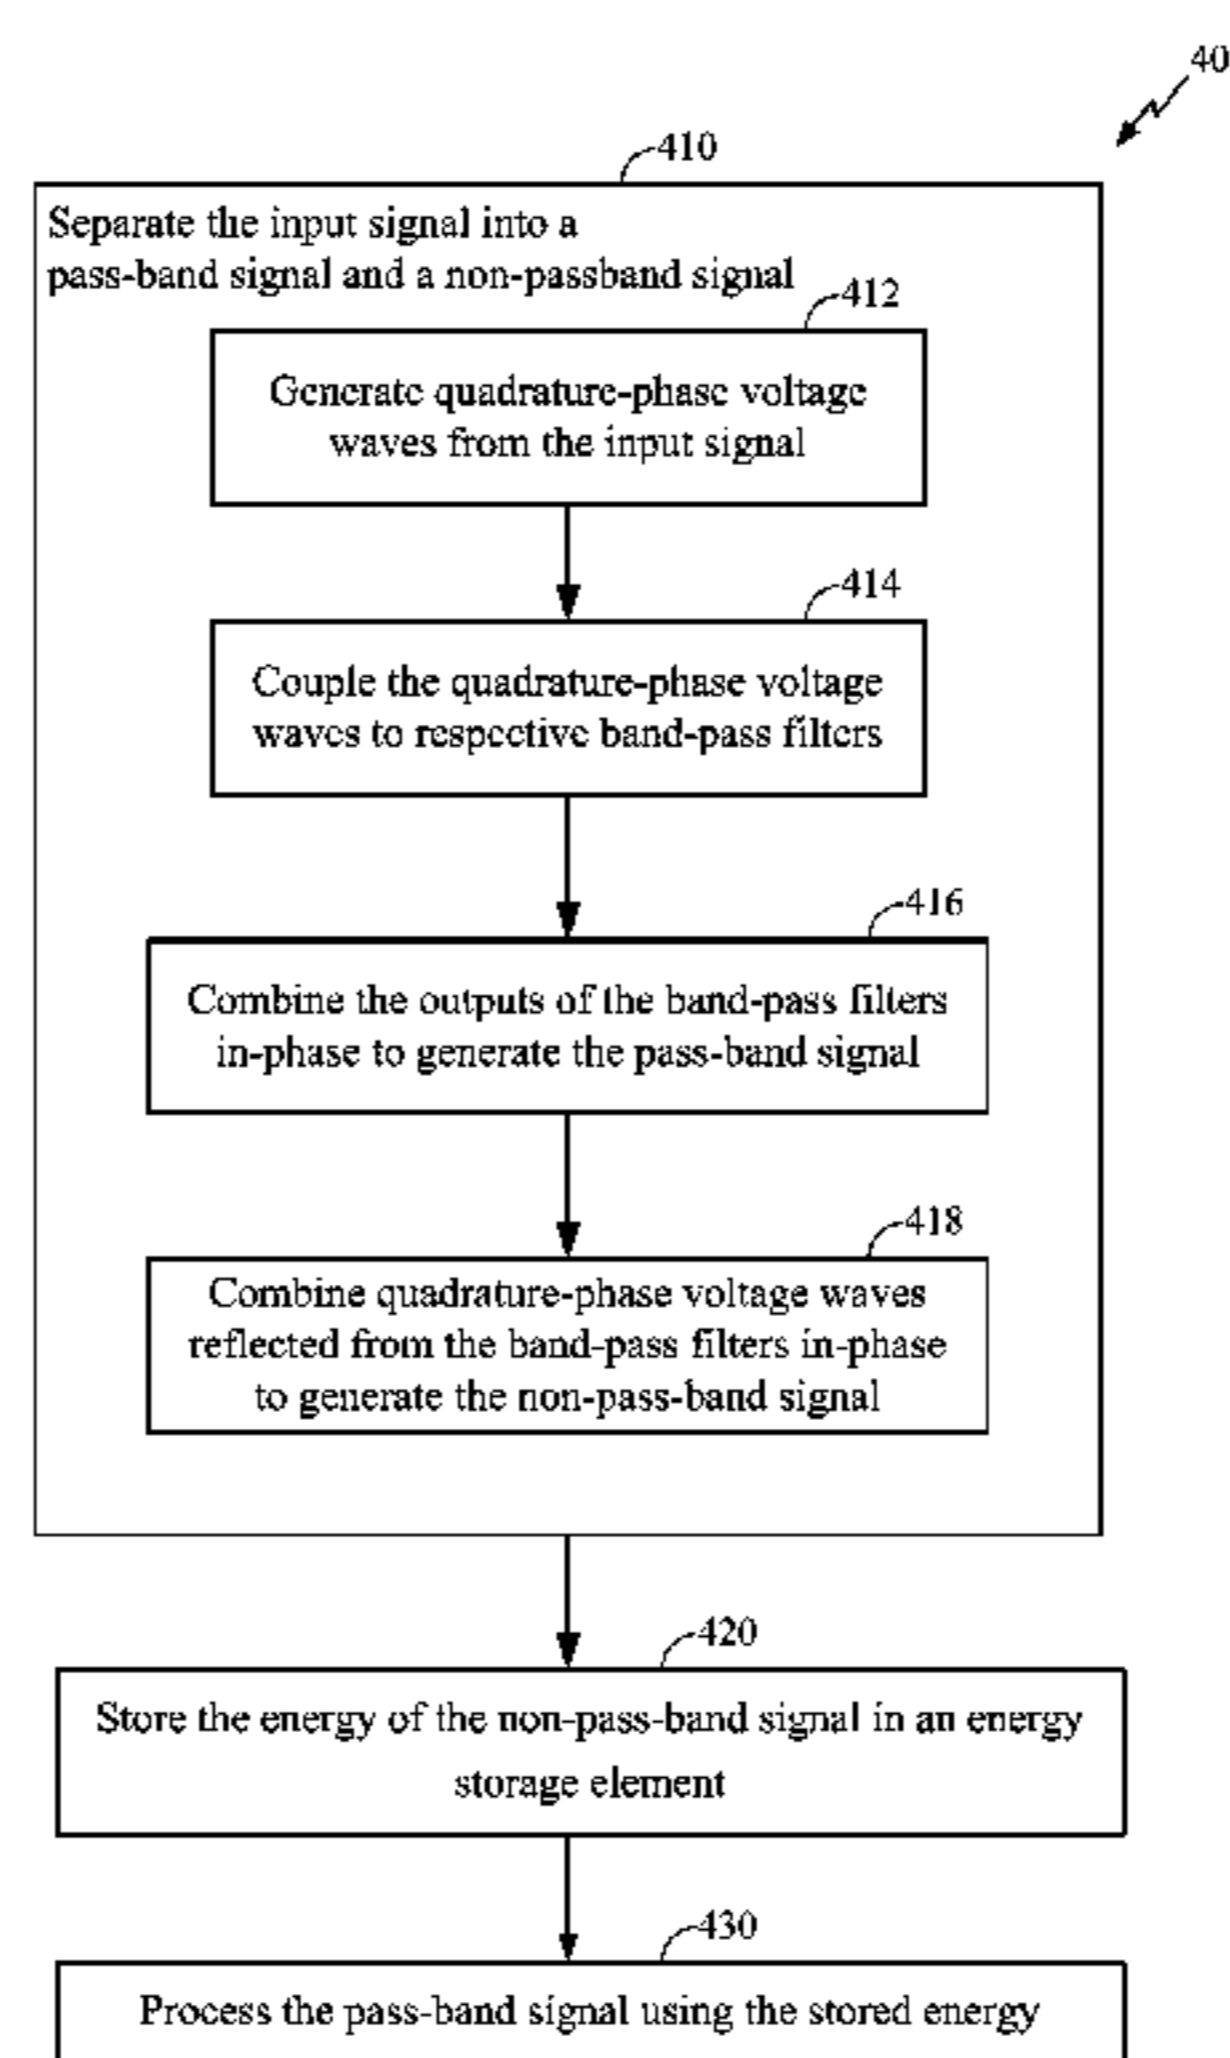 40
410
Separate the input signal into a
pass-band signal and a non-passband signal
412
Generate quadrature-phase voltage
waves from the input signal
414
Couple the quadrature-phase voltage
waves to respective band-pass filters
416
Combine the outputs of the band-pass filters
in-phase to generate the pass-band signal
418
Combine quadrature-phase voltage waves
reflected from the band-pass filters in-phase
to generate the non-pass-band signal
420
Store the energy of the non-pass-band signal in an energy
storage element
430
Process the pass-band signal using the stored energy